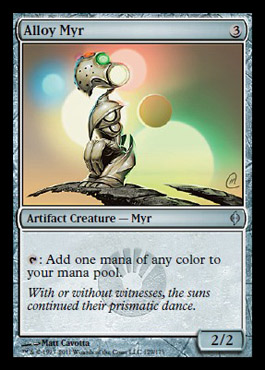 Alloy Myr 3
Artifact Creature — Myr
: Add one mana of any color to
your mana pool.
With or without witnesses, the suns
continued their prismatic dance.
Matt Cavotta
2/2